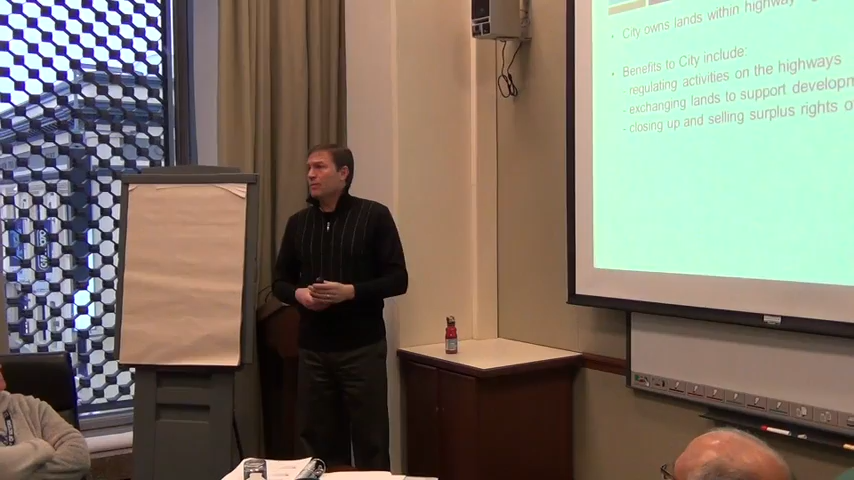 • City owns lands within highway
• Benefits to City include:
regulating activities on the highways
- exchanging lands to support developm
- closing up and selling surplus rights o